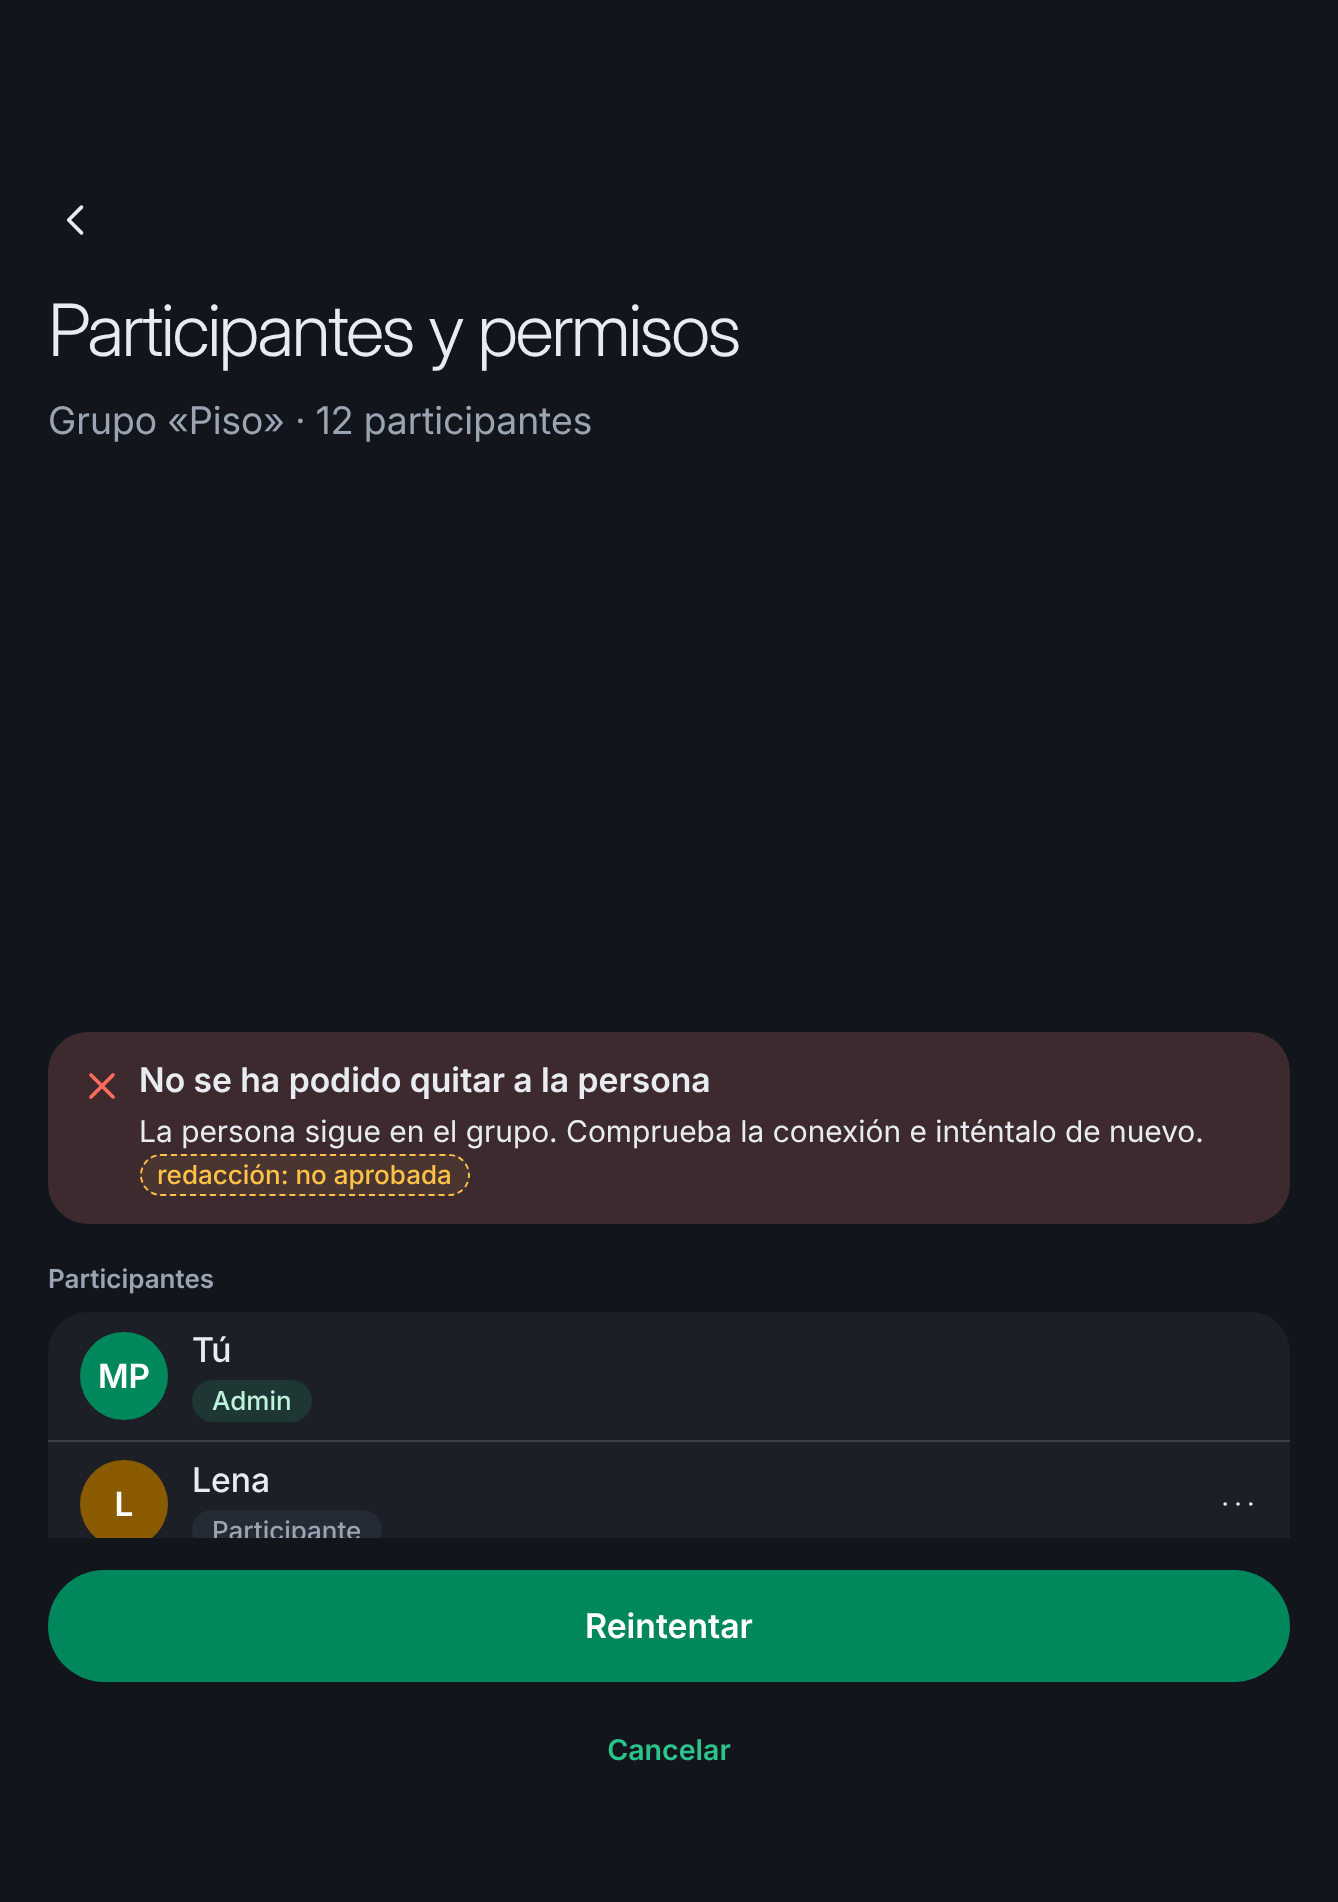 Participantes y permisos
Grupo «Piso» · 12 participantes
No se ha podido quitar a la persona
La persona sigue en el grupo. Comprueba la conexión e inténtalo de nuevo.
redacción: no aprobada
Participantes
MP
Tú
Admin
L
Lena
Participante
Reintentar
Cancelar